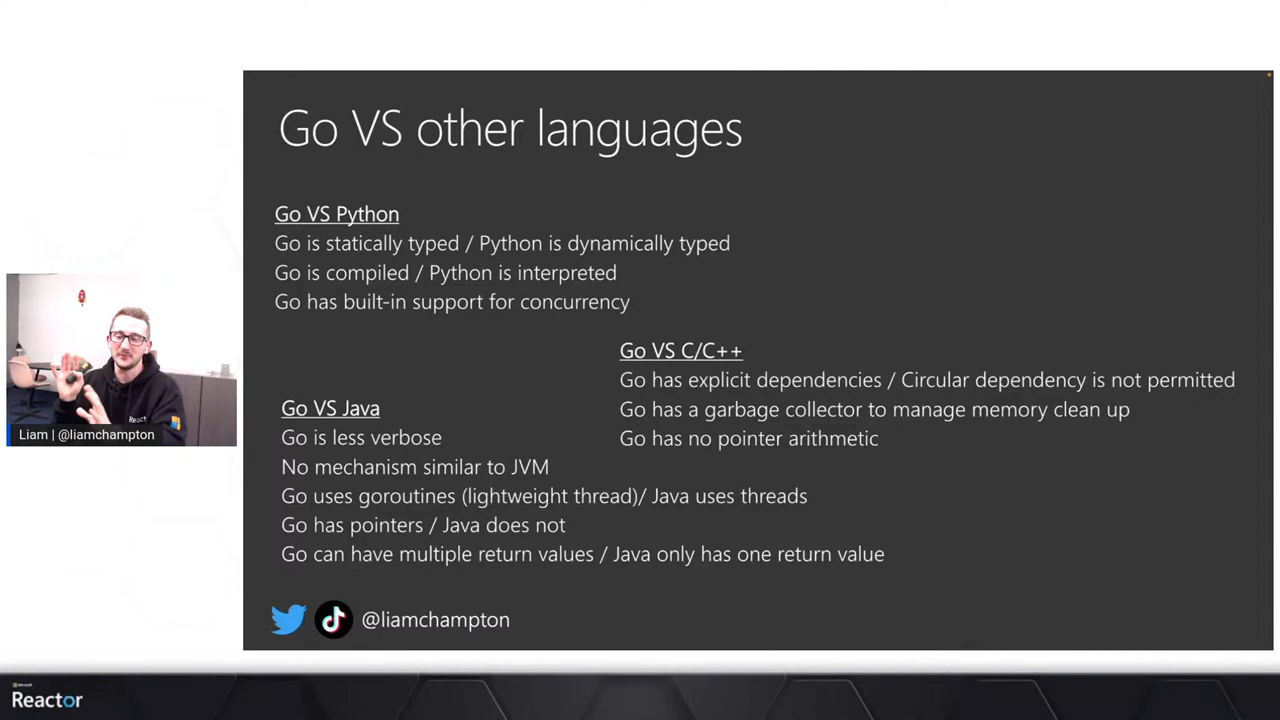 Go VS other languages
Go VS Python
Go is statically typed / Python is dynamically typed
Go is compiled / Python is interpreted
Go has built-in support for concurrency
Go VS C/C++
Go has explicit dependencies / Circular dependency is not permitted
Go has a garbage collector to manage memory clean up
Go has no pointer arithmetic
Go VS Java
Go is less verbose
No mechanism similar to JVM
Go uses goroutines (lightweight thread)/ Java uses threads
Go has pointers / Java does not
Go can have multiple return values / Java only has one return value
@liamchampton
React
Liam | @liamchampton
Microsoft
Reactor